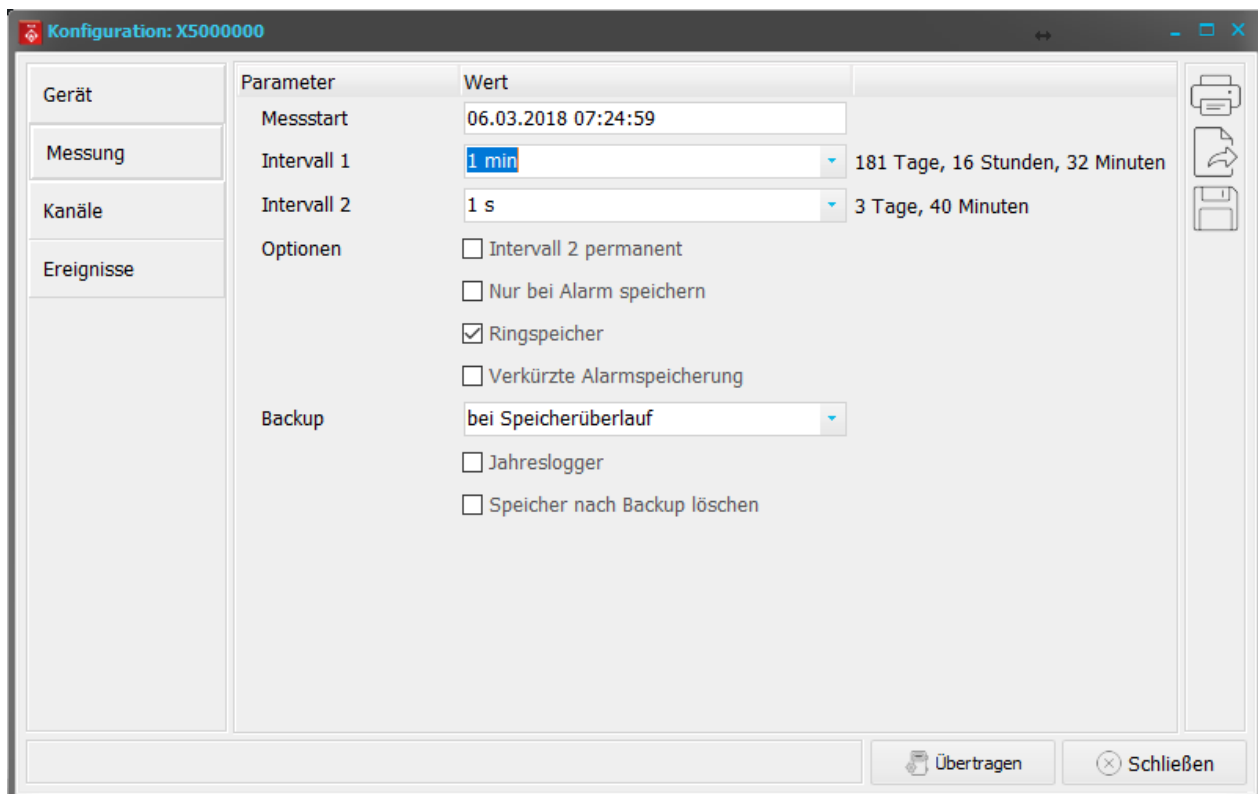 Konfiguration: X5000000
Gerät
Messung
Kanäle
Ereignisse
Parameter Wert
Messstart 06.03.2018 07:24:59
Intervall 1 1 min 181 Tage, 16 Stunden, 32 Minuten
Intervall 2 1 s 3 Tage, 40 Minuten
Optionen Intervall 2 permanent
Nur bei Alarm speichern
Ringspeicher
Verkürzte Alarmspeicherung
Backup bei Speicherüberlauf
Jahreslogger
Speicher nach Backup löschen
Übertragen Schließen